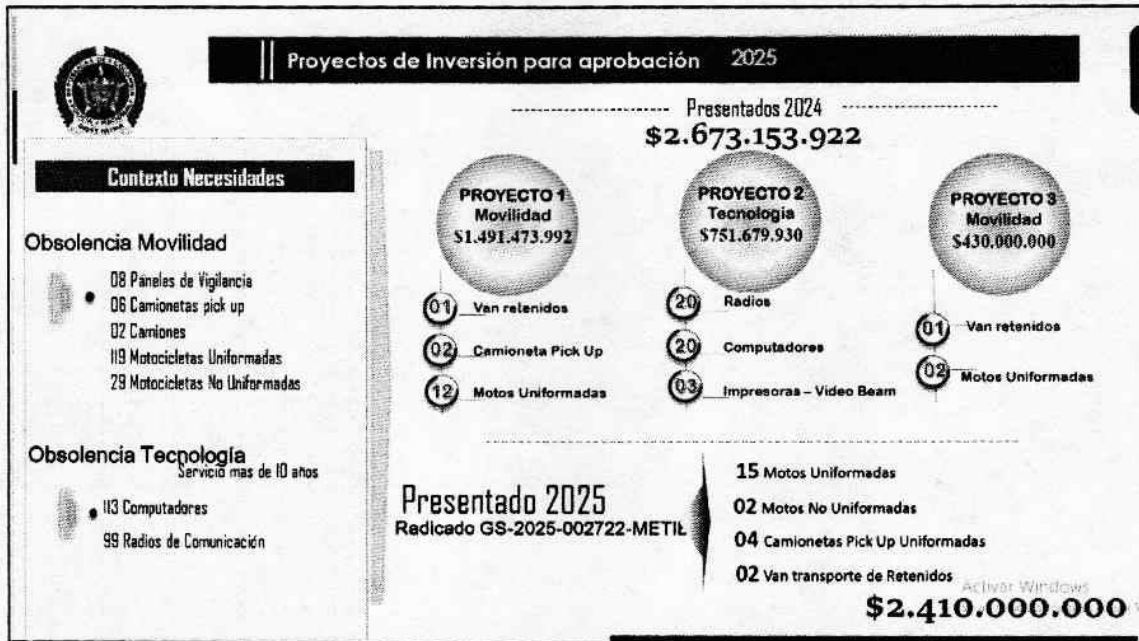 Proyectos de Inversión para aprobación 2025
Presentados 2024
$2.673.153.922
Contexto Necesidades
Obsolencia Movilidad
08 Paneles de Vigilancia
06 Camionetas pick up
02 Camiones
119 Motocicletas Uniformadas
29 Motocicletas No Uniformadas
Obsolencia Tecnología
Servicio mas de 10 años
113 Computadores
99 Radios de Comunicación
PROYECTO 1
Movilidad
$1.491.473.992
01 Van retenidos
02 Camioneta Pick Up
12 Motos Uniformadas
PROYECTO 2
Tecnologia
$751.679.930
20 Radios
20 Computadores
03 Impresoras – Video Beam
PROYECTO 3
Movilidad
$430.000.000
01 Van retenidos
02 Motos Uniformadas
Presentado 2025
Radicado GS-2025-002722-METIL
15 Motos Uniformadas
02 Motos No Uniformadas
04 Camionetas Pick Up Uniformadas
02 Van transporte de Retenidos
Activar Windows
$2.410.000.000